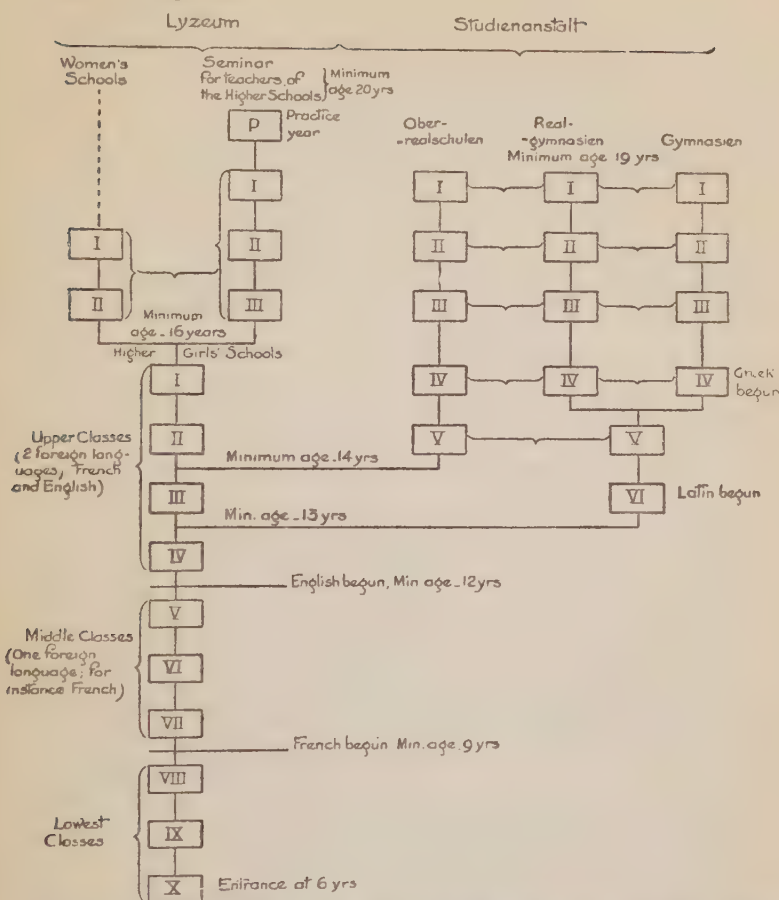 Lyzeum
Studienanstalt
Women's
Schools
Seminar
for teachers of
the Higher Schools
Minimum
age 20 yrs
P
Practice
year
Ober-
-realschulen
Real-
-gymnasien
Gymnasien
Minimum age 19 yrs
I
I
I
I
I
II
II
II
II
II
II
III
III
III
III
Minimum
age - 16 years
Higher
Girls' Schools
I
IV
IV
IV
Greek
begun
Upper Classes
(2 foreign lang-
uages, French
and English)
II
V
V
Minimum age - 14 yrs
III
VI
Latin begun
Min. age - 13 yrs
IV
English begun, Min age - 12 yrs
V
Middle Classes
(One foreign
language; for
instance French)
VI
VII
French begun Min. age. 9 yrs
VIII
Lowest
Classes
IX
X
Entrance at 6 yrs